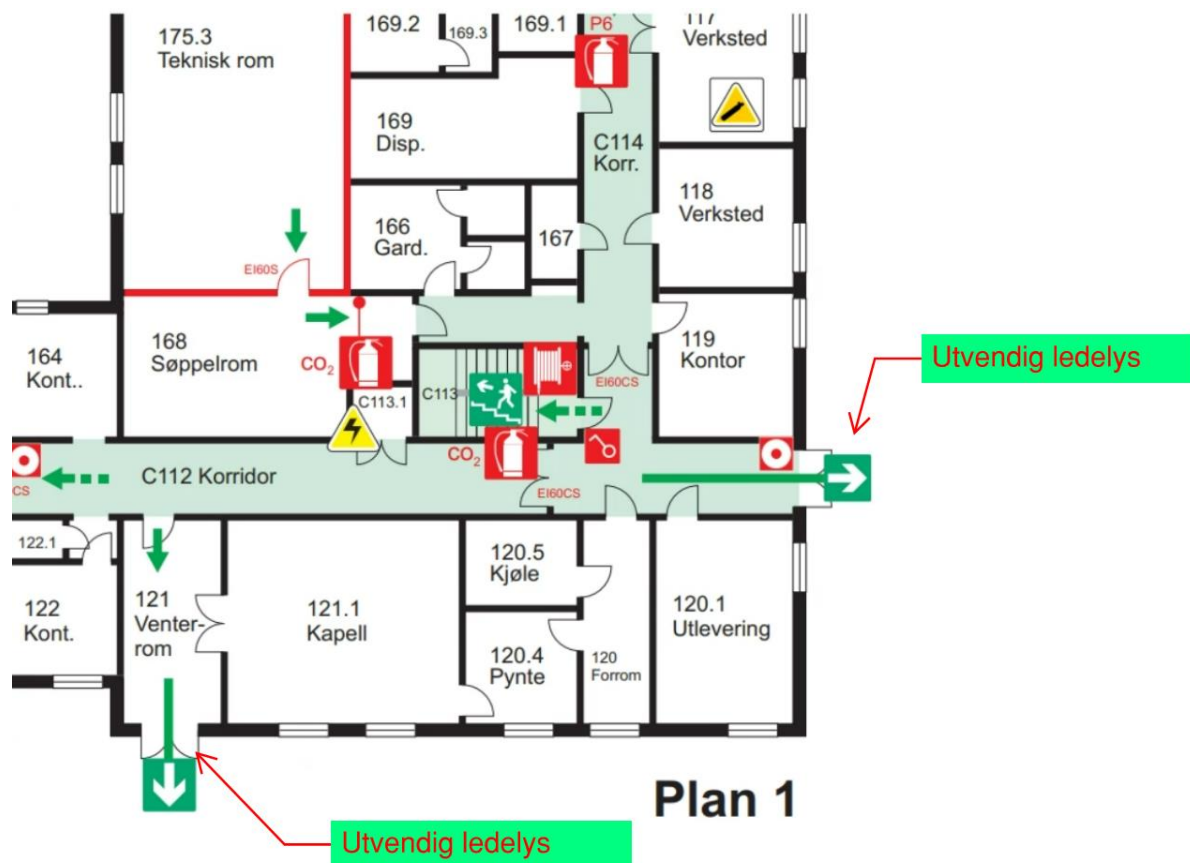 175.3
Teknisk rom
169.2
169.3
169.1
P6
117
Verksted
169
Disp.
C114
Korr.
118
Verksted
166
Gard.
167
EI60S
168
Søppelrom
CO2
164
Kont..
119
Kontor
C113
C113.1
EI60CS
CO2
C112 Korridor
EI60CS
CS
Utvendig ledelys
122.1
122
Kont.
121
Venter-
rom
121.1
Kapell
120.5
Kjøle
120.4
Pynte
120
Forrom
120.1
Utlevering
Plan 1
Utvendig ledelys